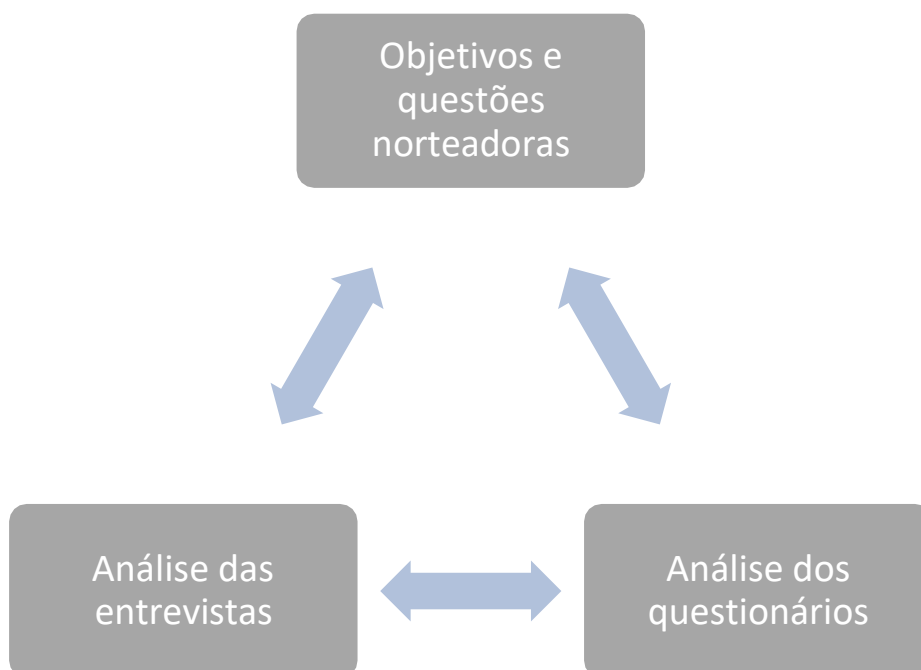 Objetivos e
questões
norteadoras
Análise das
entrevistas
Análise dos
questionários